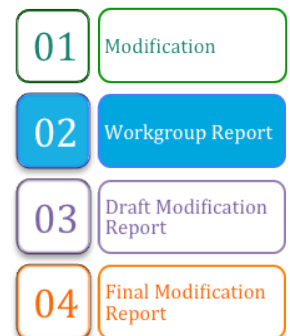 01 Modification
02 Workgroup Report
03 Draft Modification
Report
04 Final Modification
Report